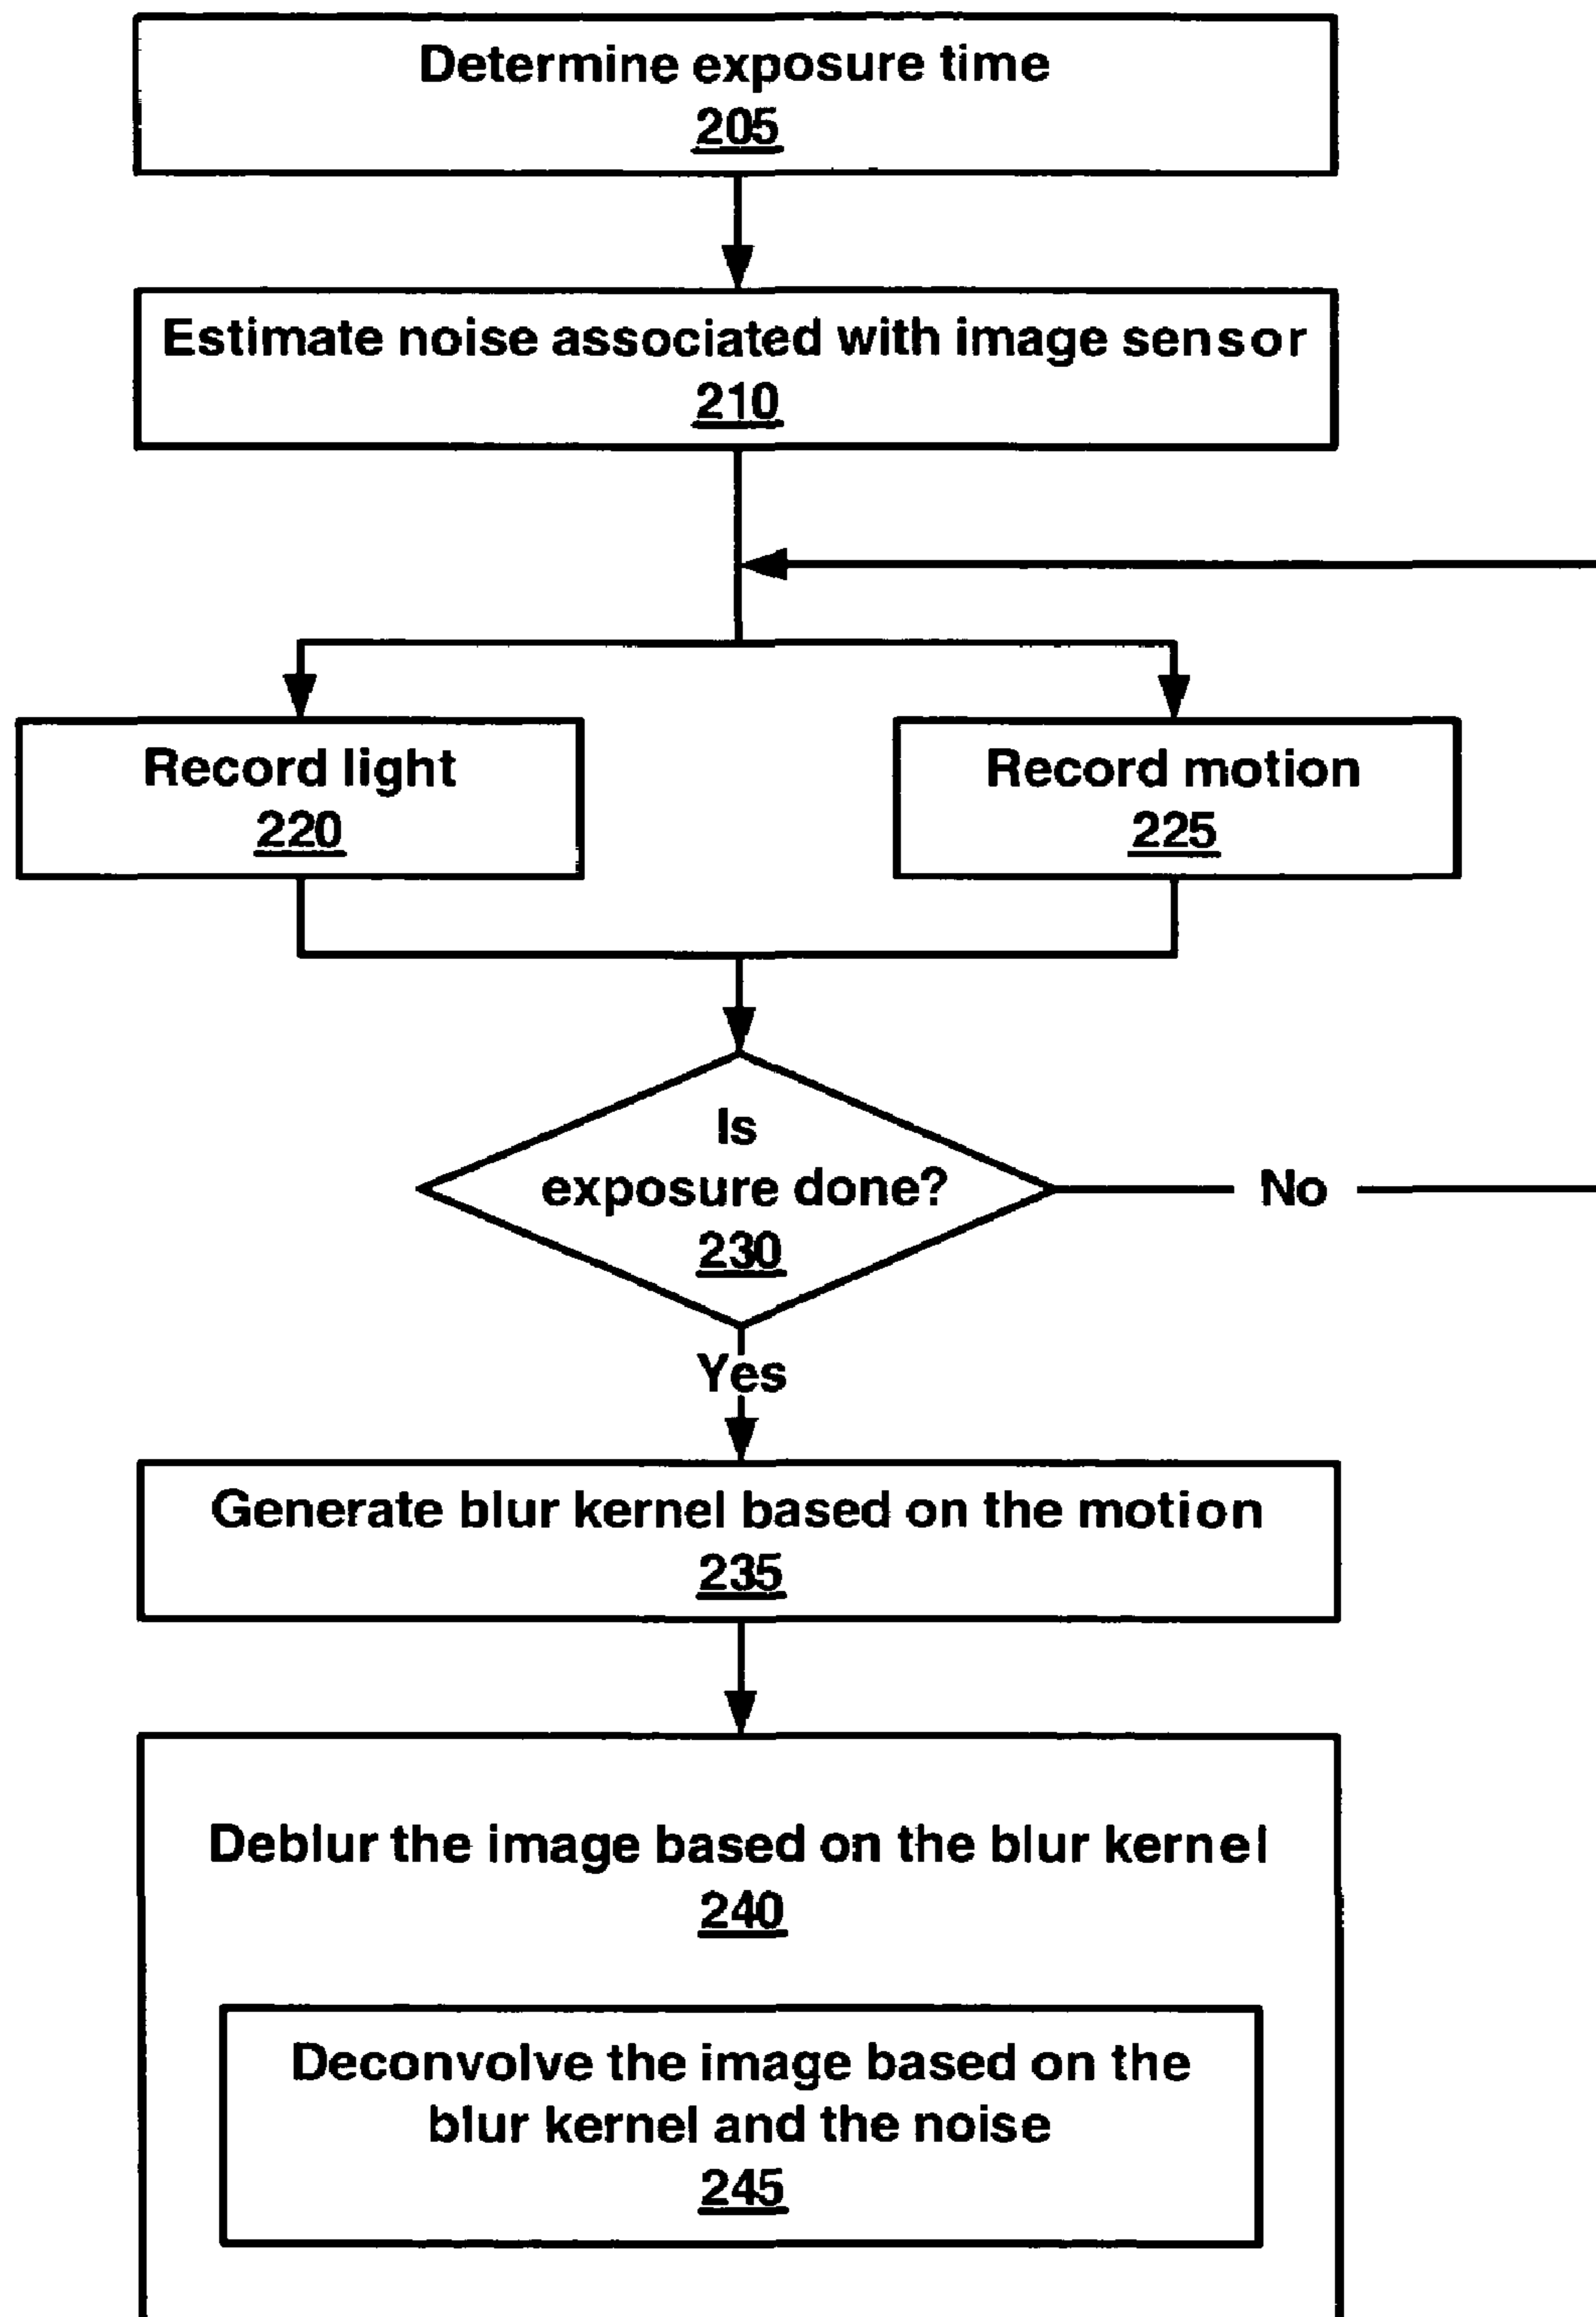 Determine exposure time
205
Estimate noise associated with image sensor
210
Record light
220
Record motion
225
Is
exposure done?
230
No
Yes
Generate blur kernel based on the motion
235
Deblur the image based on the blur kernel
240
Deconvolve the image based on the
blur kernel and the noise
245